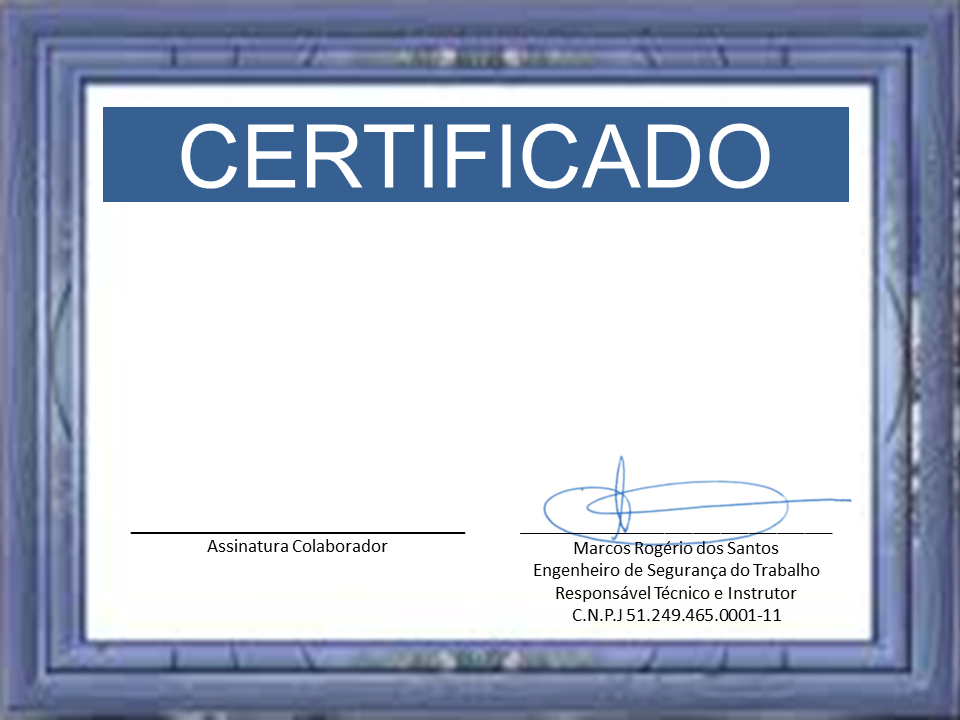 CERTIFICADO
Assinatura Colaborador
Marcos Rogério dos Santos
Engenheiro de Segurança do Trabalho
Responsável Técnico e Instrutor
C.N.P.J 51.249.465.0001-11